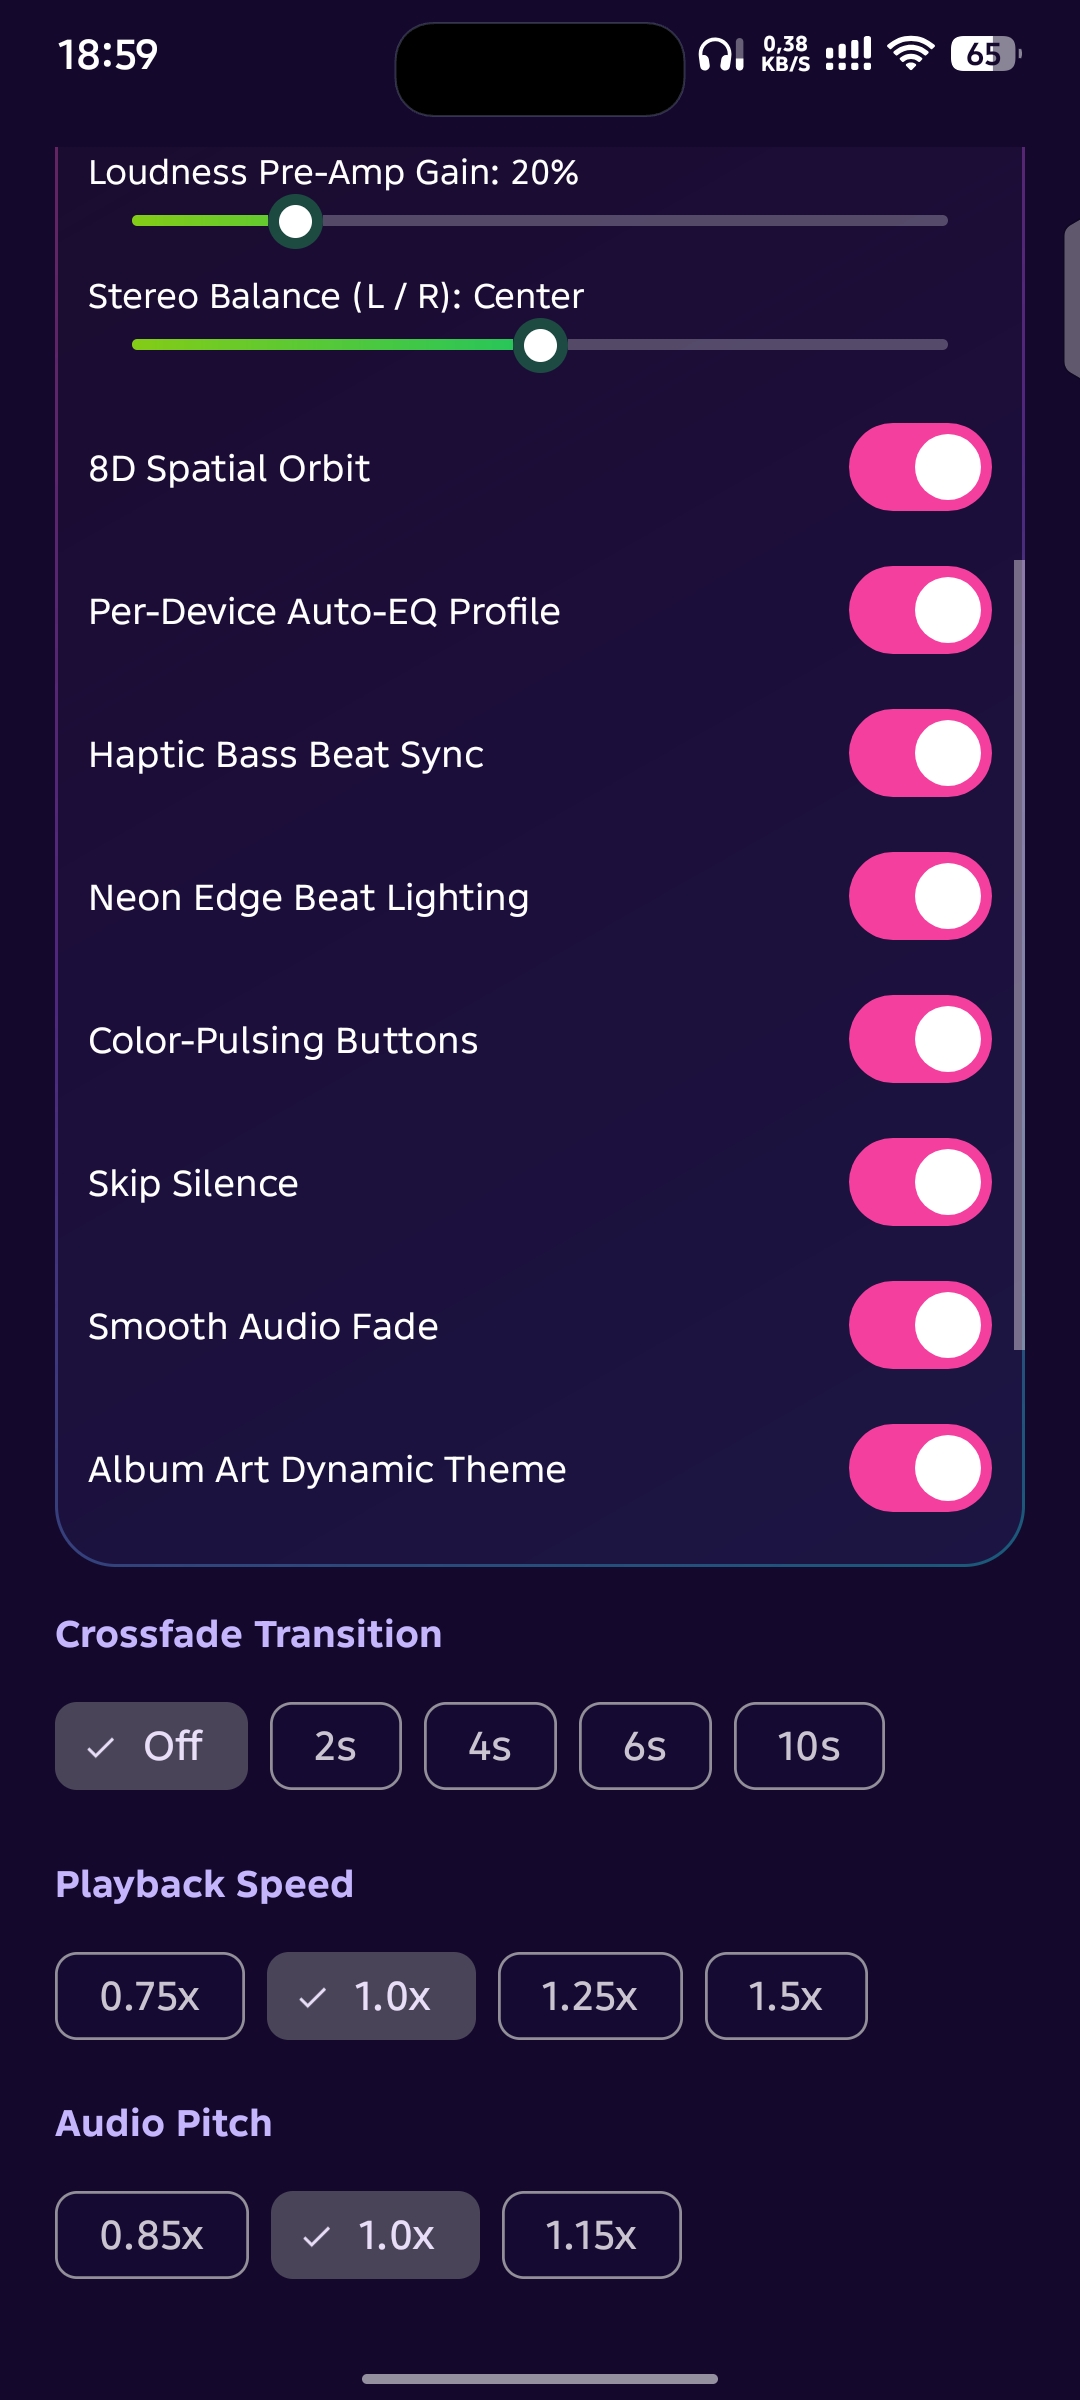 18:59
0,38
KB/S
65
Loudness Pre-Amp Gain: 20%
Stereo Balance (L / R): Center
8D Spatial Orbit
Per-Device Auto-EQ Profile
Haptic Bass Beat Sync
Neon Edge Beat Lighting
Color-Pulsing Buttons
Skip Silence
Smooth Audio Fade
Album Art Dynamic Theme
Crossfade Transition
Off 2s 4s 6s 10s
Playback Speed
0.75x 1.0x 1.25x 1.5x
Audio Pitch
0.85x 1.0x 1.15x